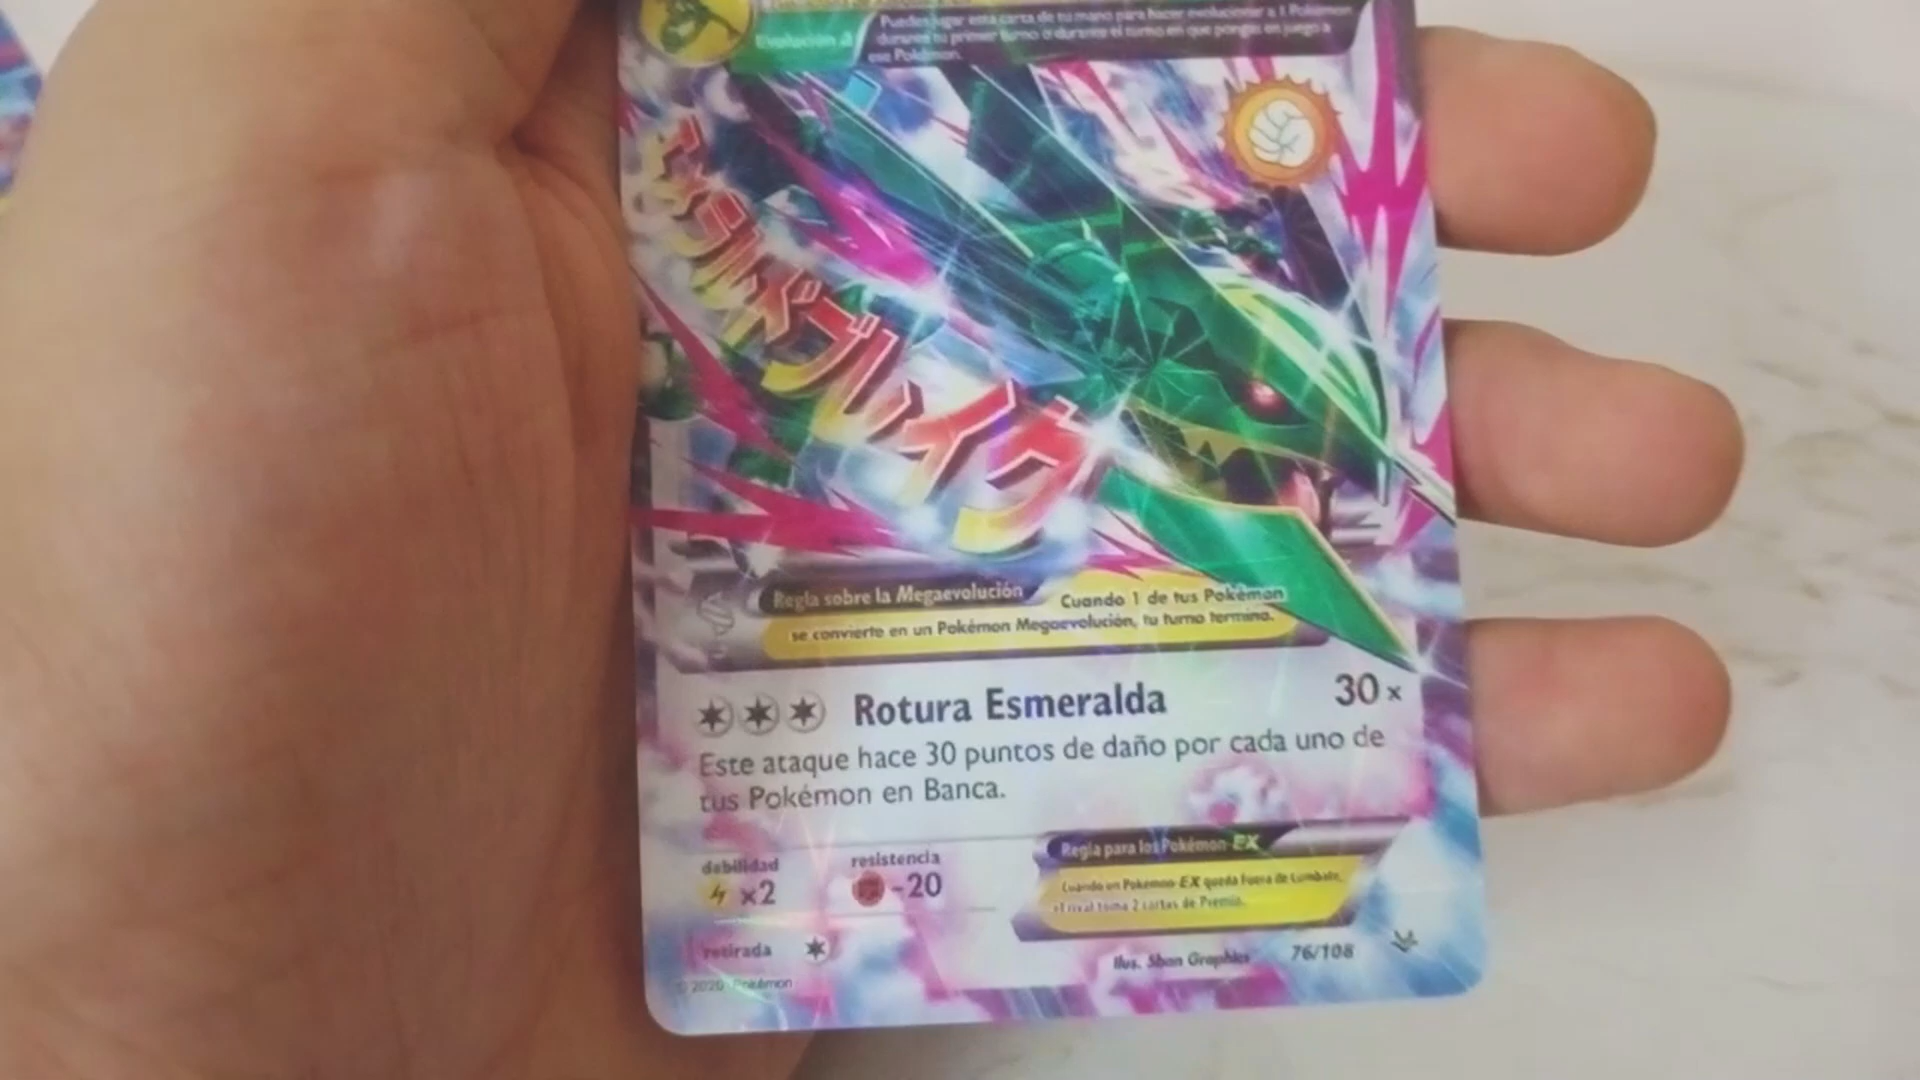 Evolución a
Puedes jugar esta carta de tu mano para hacer evolucionar a 1 Pokémon
durante tu primer turno o durante el turno en que pongas en juego a
ese Pokémon.
エメラルドブレイク
Regla sobre la Megaevolución
Cuando 1 de tus Pokémon
se convierte en un Pokémon Megaevolución, tu turno termina.
Rotura Esmeralda 30x
Este ataque hace 30 puntos de daño por cada uno de
tus Pokémon en Banca.
debilidad
x2
resistencia
-20
Regla para los Pokémon-EX
Cuando un Pokémon-EX queda Fuera de Combate,
el rival toma 2 cartas de Premio.
retirada
Ilus. 5ban Graphics 76/108
© 2020 Pokémon